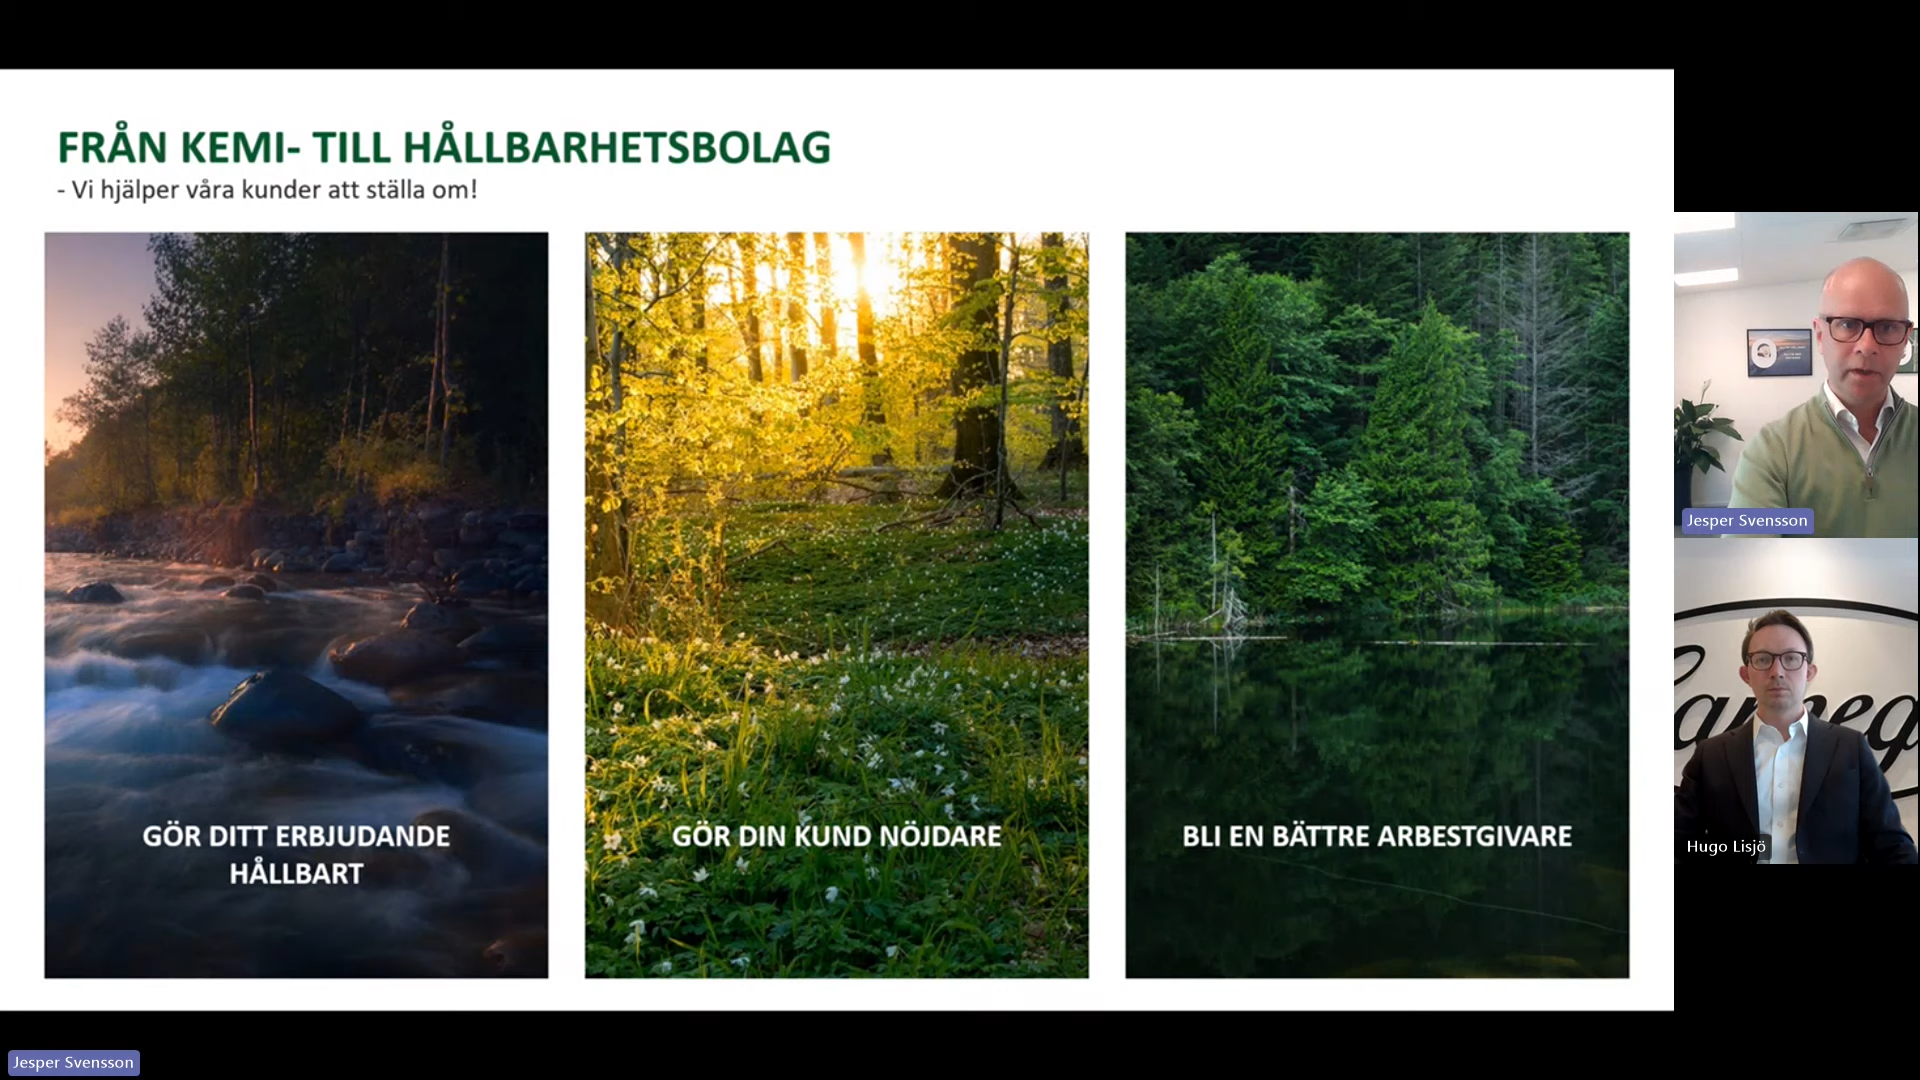 FRÅN KEMI- TILL HÅLLBARHETSBOLAG
- Vi hjälper våra kunder att ställa om!
GÖR DITT ERBJUDANDE
HÅLLBART
GÖR DIN KUND NÖJDARE
BLI EN BÄTTRE ARBESTGIVARE
Jesper Svensson
Hugo Lisjö
Jesper Svensson